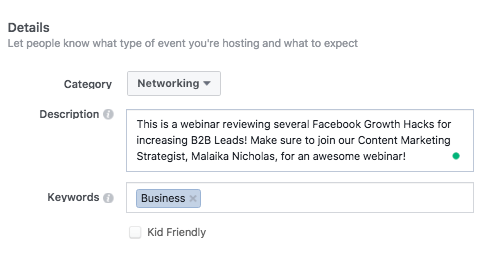 Details
Let people know what type of event you're hosting and what to expect
Category Networking
Description This is a webinar reviewing several Facebook Growth Hacks for
increasing B2B Leads! Make sure to join our Content Marketing
Strategist, Malaika Nicholas, for an awesome webinar!
Keywords Business
Kid Friendly